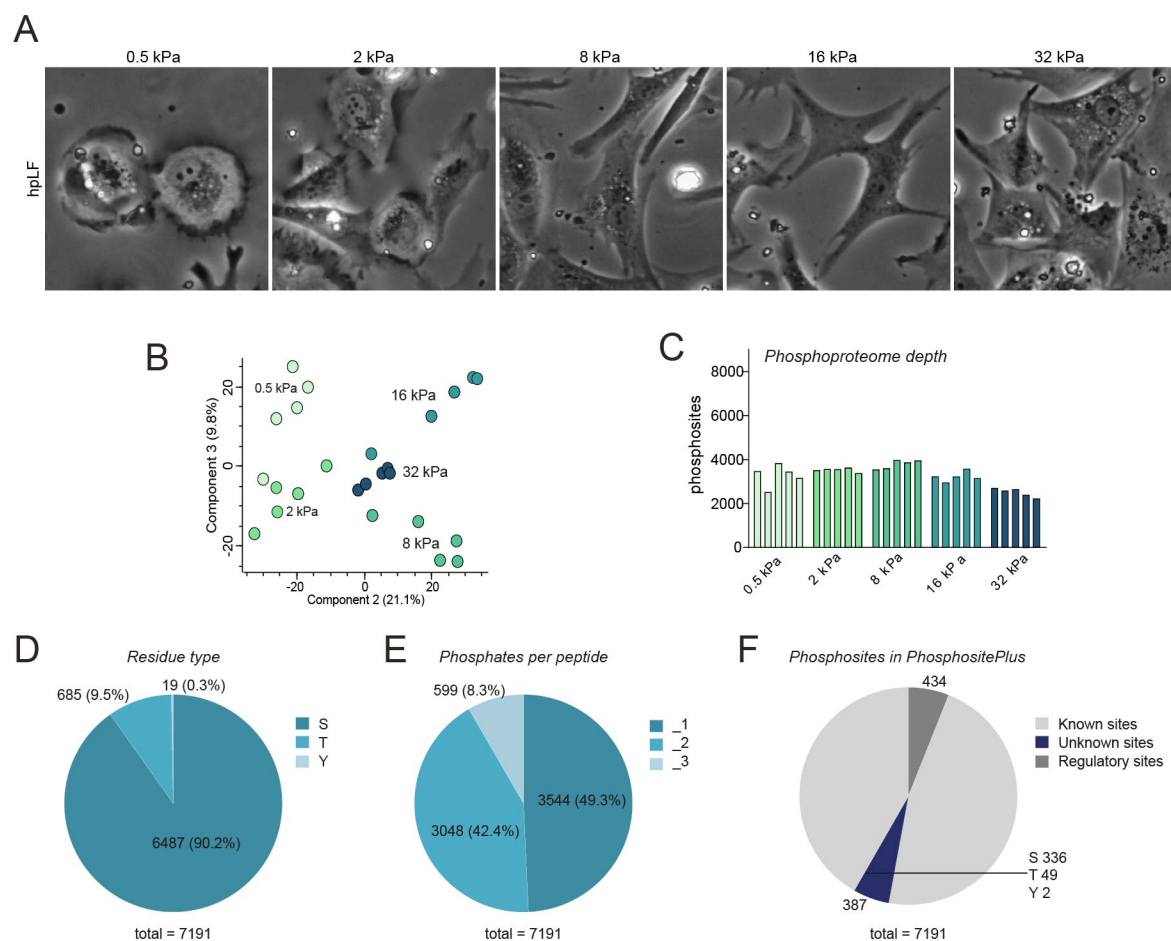 A
0.5 kPa
2 kPa
8 kPa
16 kPa
32 kPa
hpLF
B
Component 3 (9.8%)
20
0
-20
0.5 kPa
2 kPa
16 kPa
32 kPa
8 kPa
-20
0
20
Component 2 (21.1%)
C
Phosphoproteome depth
phosphosites
8000
6000
4000
2000
0
0.5 kPa
2 kPa
8 kPa
16 kP a
32 kPa
D
Residue type
685 (9.5%)
19 (0.3%)
6487 (90.2%)
S
T
Y
total = 7191
E
Phosphates per peptide
599 (8.3%)
3544 (49.3%)
3048 (42.4%)
_1
_2
_3
total = 7191
F
Phosphosites in PhosphositePlus
434
Known sites
Unknown sites
Regulatory sites
S 336
T 49
Y 2
387
total = 7191